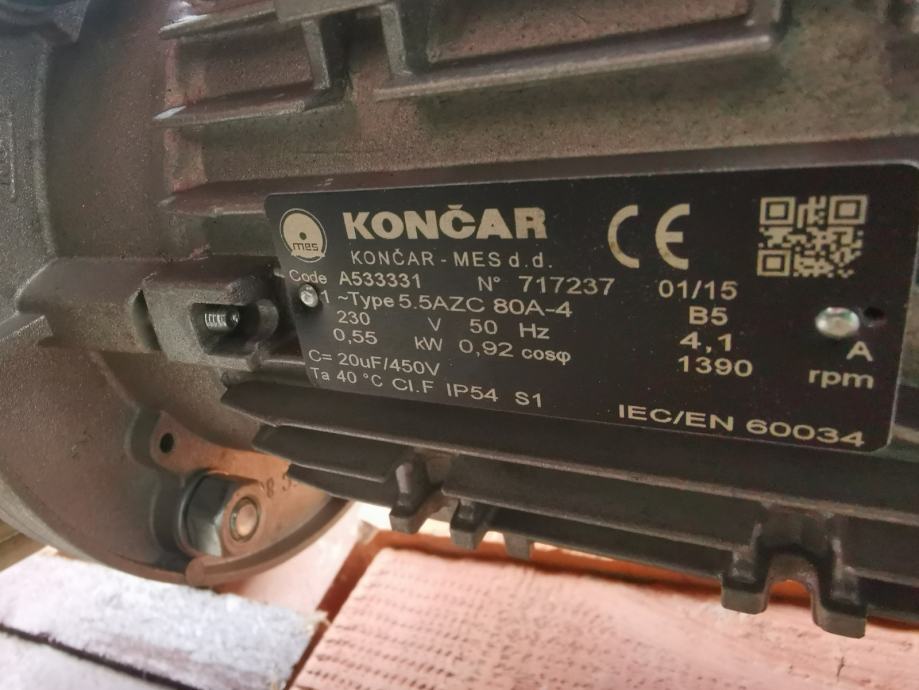 mes
KONČAR CE
KONČAR - MES d.d.
Code A533331 N° 717237 01/15
1 ~Type 5.5AZC 80A-4 B5
230 V 50 Hz 4,1 A
0,55 kW 0,92 cosφ 1390 rpm
C= 20uF/450V
Ta 40 °C Cl.F IP54 S1
IEC/EN 60034